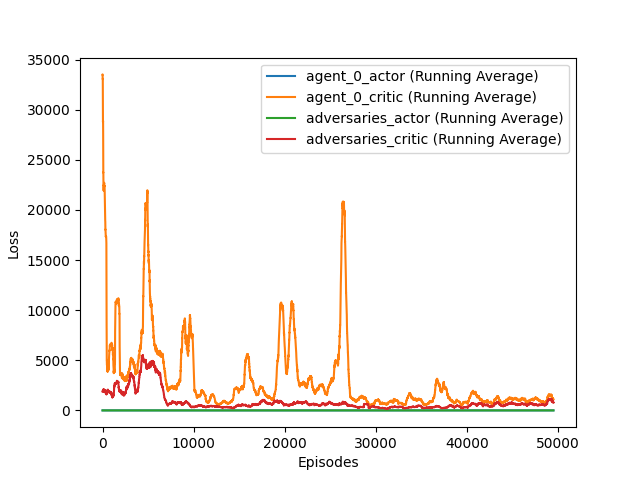 35000
30000
25000
20000
15000
10000
5000
0
Loss
agent_0_actor (Running Average)
agent_0_critic (Running Average)
adversaries_actor (Running Average)
adversaries_critic (Running Average)
0
10000
20000
30000
40000
50000
Episodes